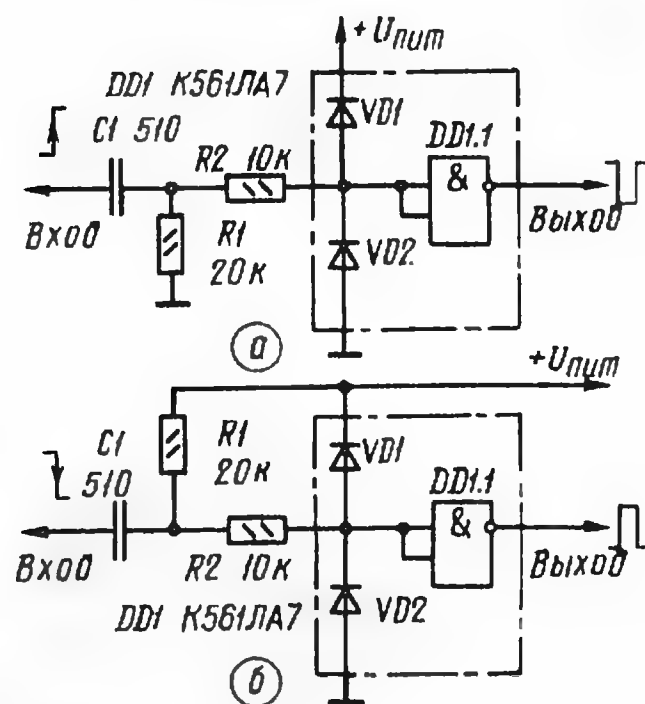 +Uпит
DD1 К561ЛА7
C1 510
R2 10к
VD1
DD1.1
&
Вход
R1
20к
VD2
Выход
а
+Uпит
C1
510
R1
20к
VD1
DD1.1
&
Вход
R2 10к
Выход
DD1 К561ЛА7
VD2
б